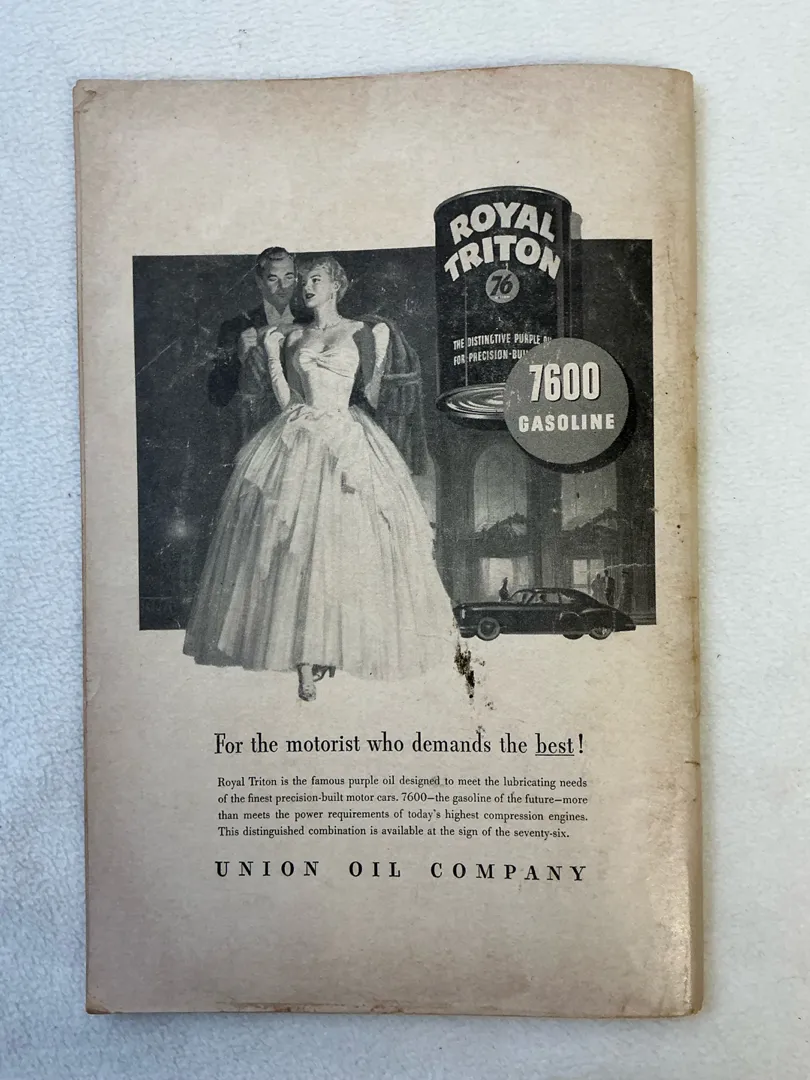 ROYAL
TRITON
76
THE DISTINCTIVE PURPLE
FOR
7600
GASOLINE
For the motorist who demands the best!
Royal Triton is the famous purple oil designed to meet the lubricating needs
of the finest precision-built motor cars. 7600—the gasoline of the future—more
than meets the power requirements of today's highest compression engines.
This distinguished combination is available at the sign of the seventy-six.
UNION OIL COMPANY